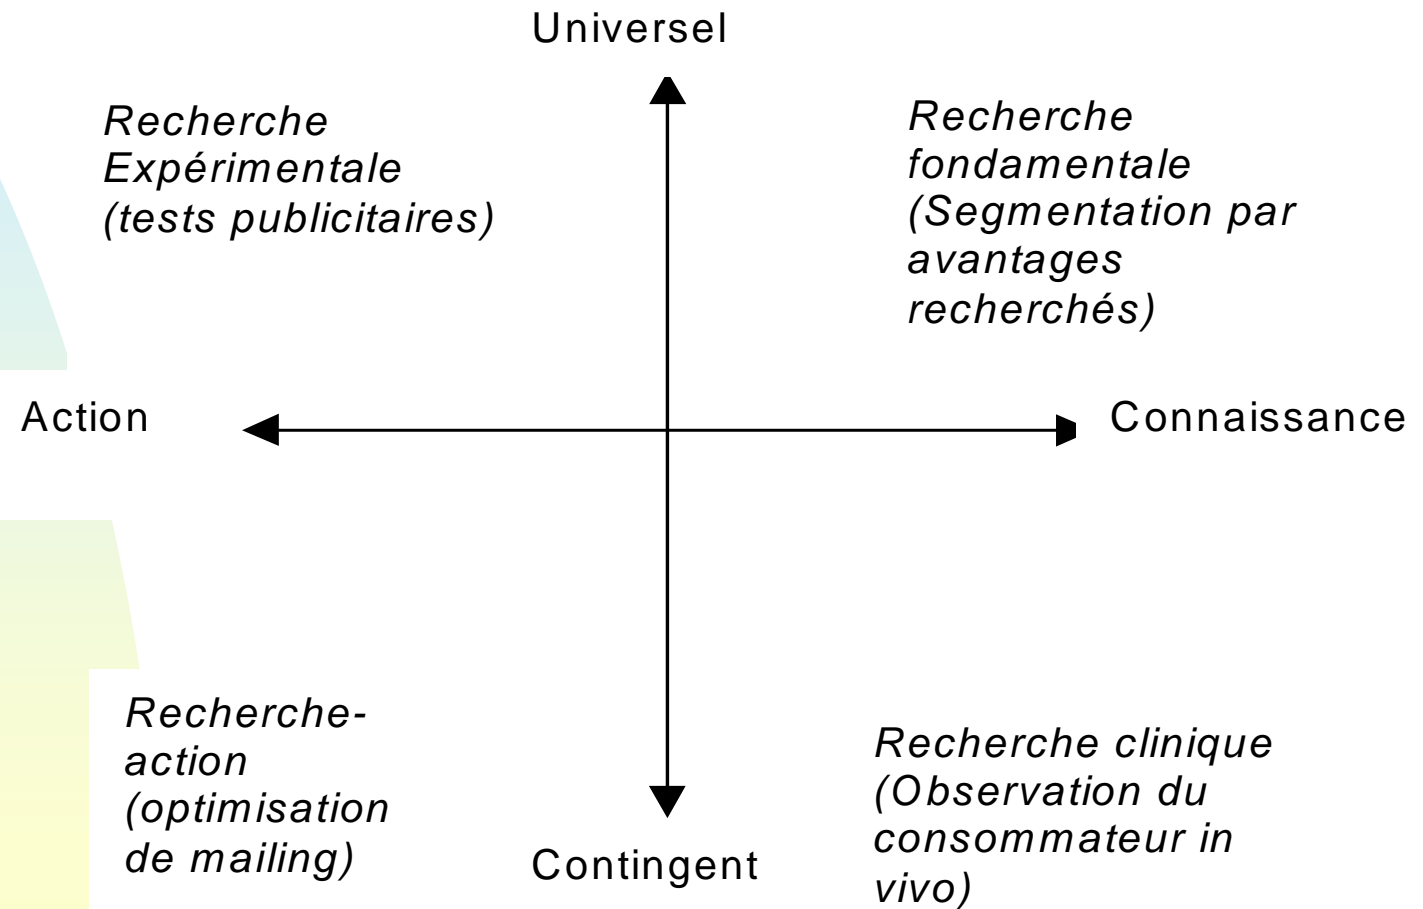 Universel
Recherche
Expérimentale
(tests publicitaires)
Recherche
fondamentale
(Segmentation par
avantages
recherchés)
Action
Connaissance
Recherche-
action
(optimisation
de mailing)
Recherche clinique
(Observation du
consommateur in
vivo)
Contingent